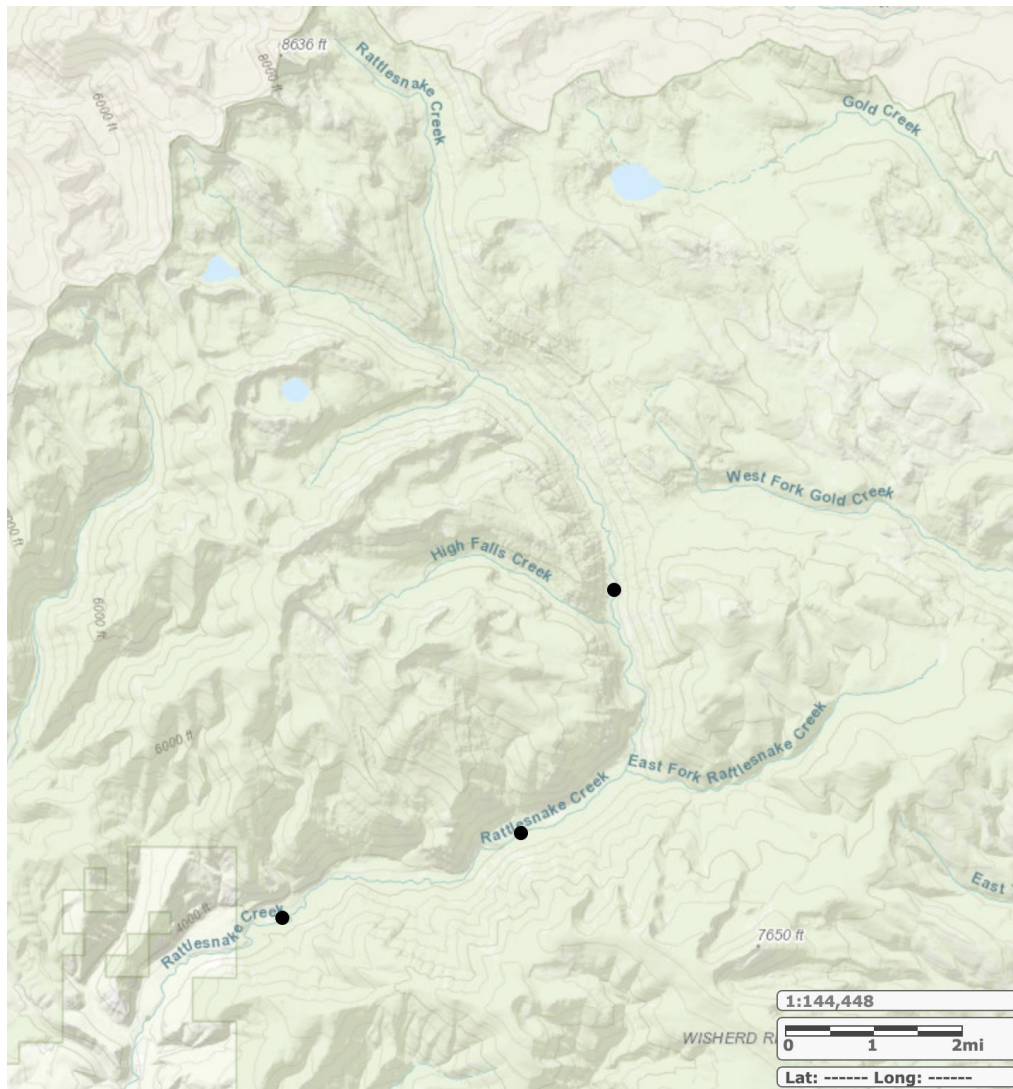 8636 ft
Rattlesnake Creek
8000 ft
6000 ft
Gold Creek
West Fork Gold Creek
High Falls Creek
6000 ft
6000 ft
East Fork Rattlesnake Creek
Rattlesnake Creek
East
4000 ft
Rattlesnake Creek
7650 ft
1:144,448
WISHERD
0 1 2mi
Lat: ------ Long: ------